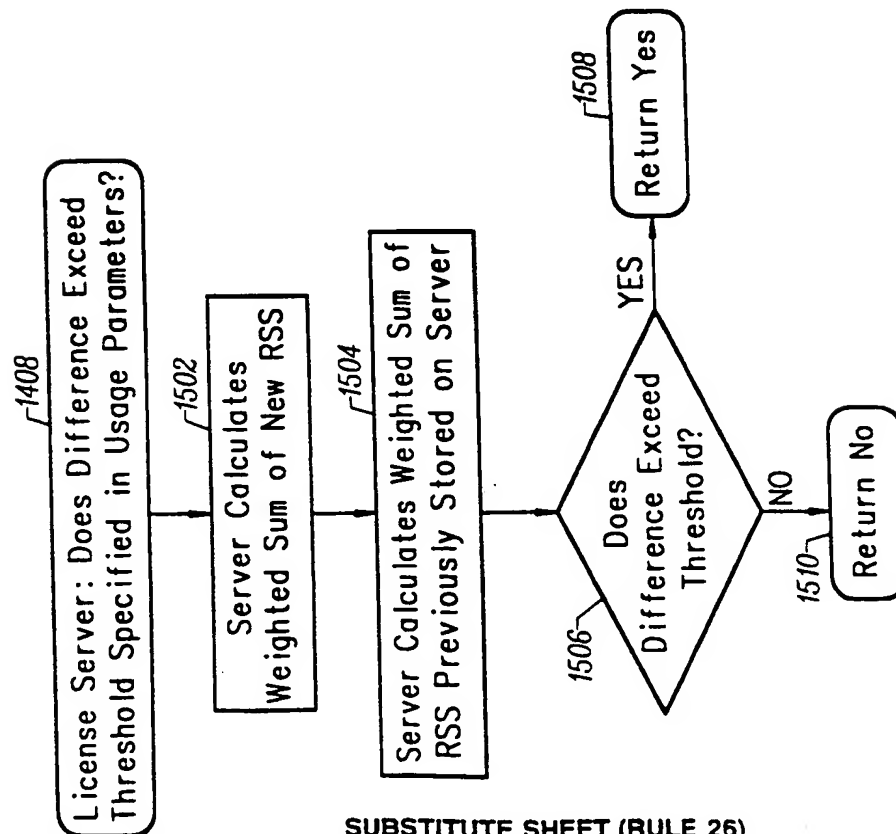 1408
License Server: Does Difference Exceed
Threshold Specified in Usage Parameters?
1502
Server Calculates
Weighted Sum of New RSS
1504
Server Calculates Weighted Sum of
RSS Previously Stored on Server
1506
Does
Difference Exceed
Threshold?
YES
1508
Return Yes
NO
1510
Return No
SUBSTITUTE SHEET (RULE 26)